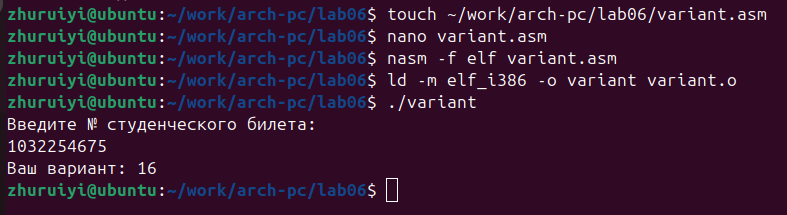 zhuruiyi@ubuntu:~/work/arch-pc/lab06$ touch ~/work/arch-pc/lab06/variant.asm
zhuruiyi@ubuntu:~/work/arch-pc/lab06$ nano variant.asm
zhuruiyi@ubuntu:~/work/arch-pc/lab06$ nasm -f elf variant.asm
zhuruiyi@ubuntu:~/work/arch-pc/lab06$ ld -m elf_i386 -o variant variant.o
zhuruiyi@ubuntu:~/work/arch-pc/lab06$ ./variant
Введите № студенческого билета:
1032254675
Ваш вариант: 16
zhuruiyi@ubuntu:~/work/arch-pc/lab06$